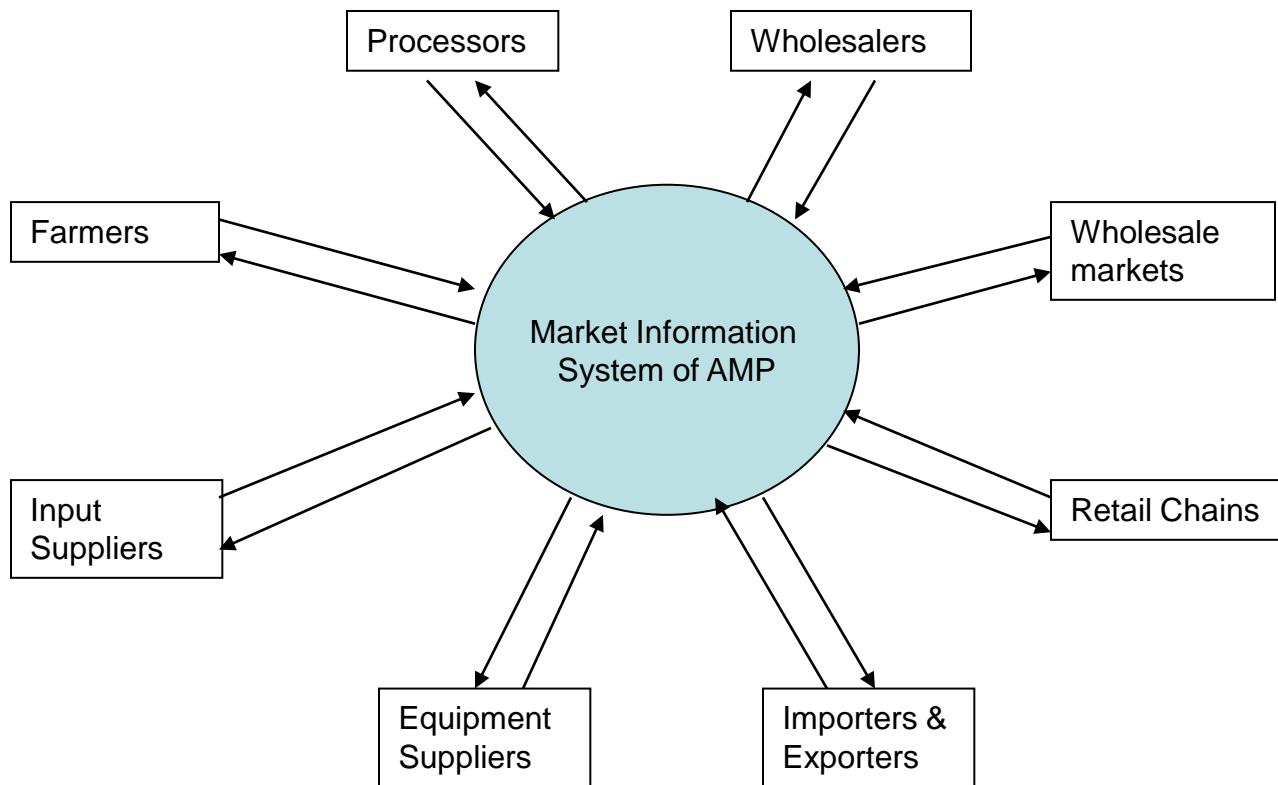 Processors
Wholesalers
Farmers
Wholesale
markets
Market Information
System of AMP
Input
Suppliers
Retail Chains
Equipment
Suppliers
Importers &
Exporters